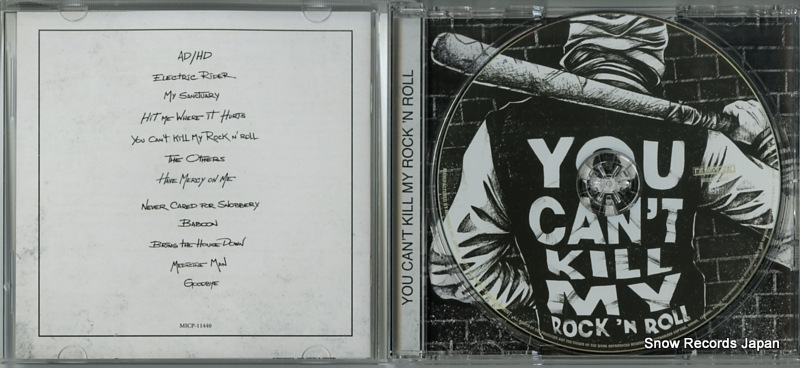 AD/HD
ELECTRIC RIDER
MY SANCTUARY
HIT ME WHERE IT HURTS
YOU CAN'T KILL MY ROCK N' ROLL
THE OTHERS
HAVE MERCY ON ME
NEVER CARED FOR SNOBBERY
BABOON
BRING THE HOUSE DOWN
MEDICINE MAN
GOODBYE
MICP-11440
YOU CAN'T KILL MY ROCK 'N ROLL
YOU
CAN'T
KILL
MY
ROCK 'N ROLL
Snow Records Japan